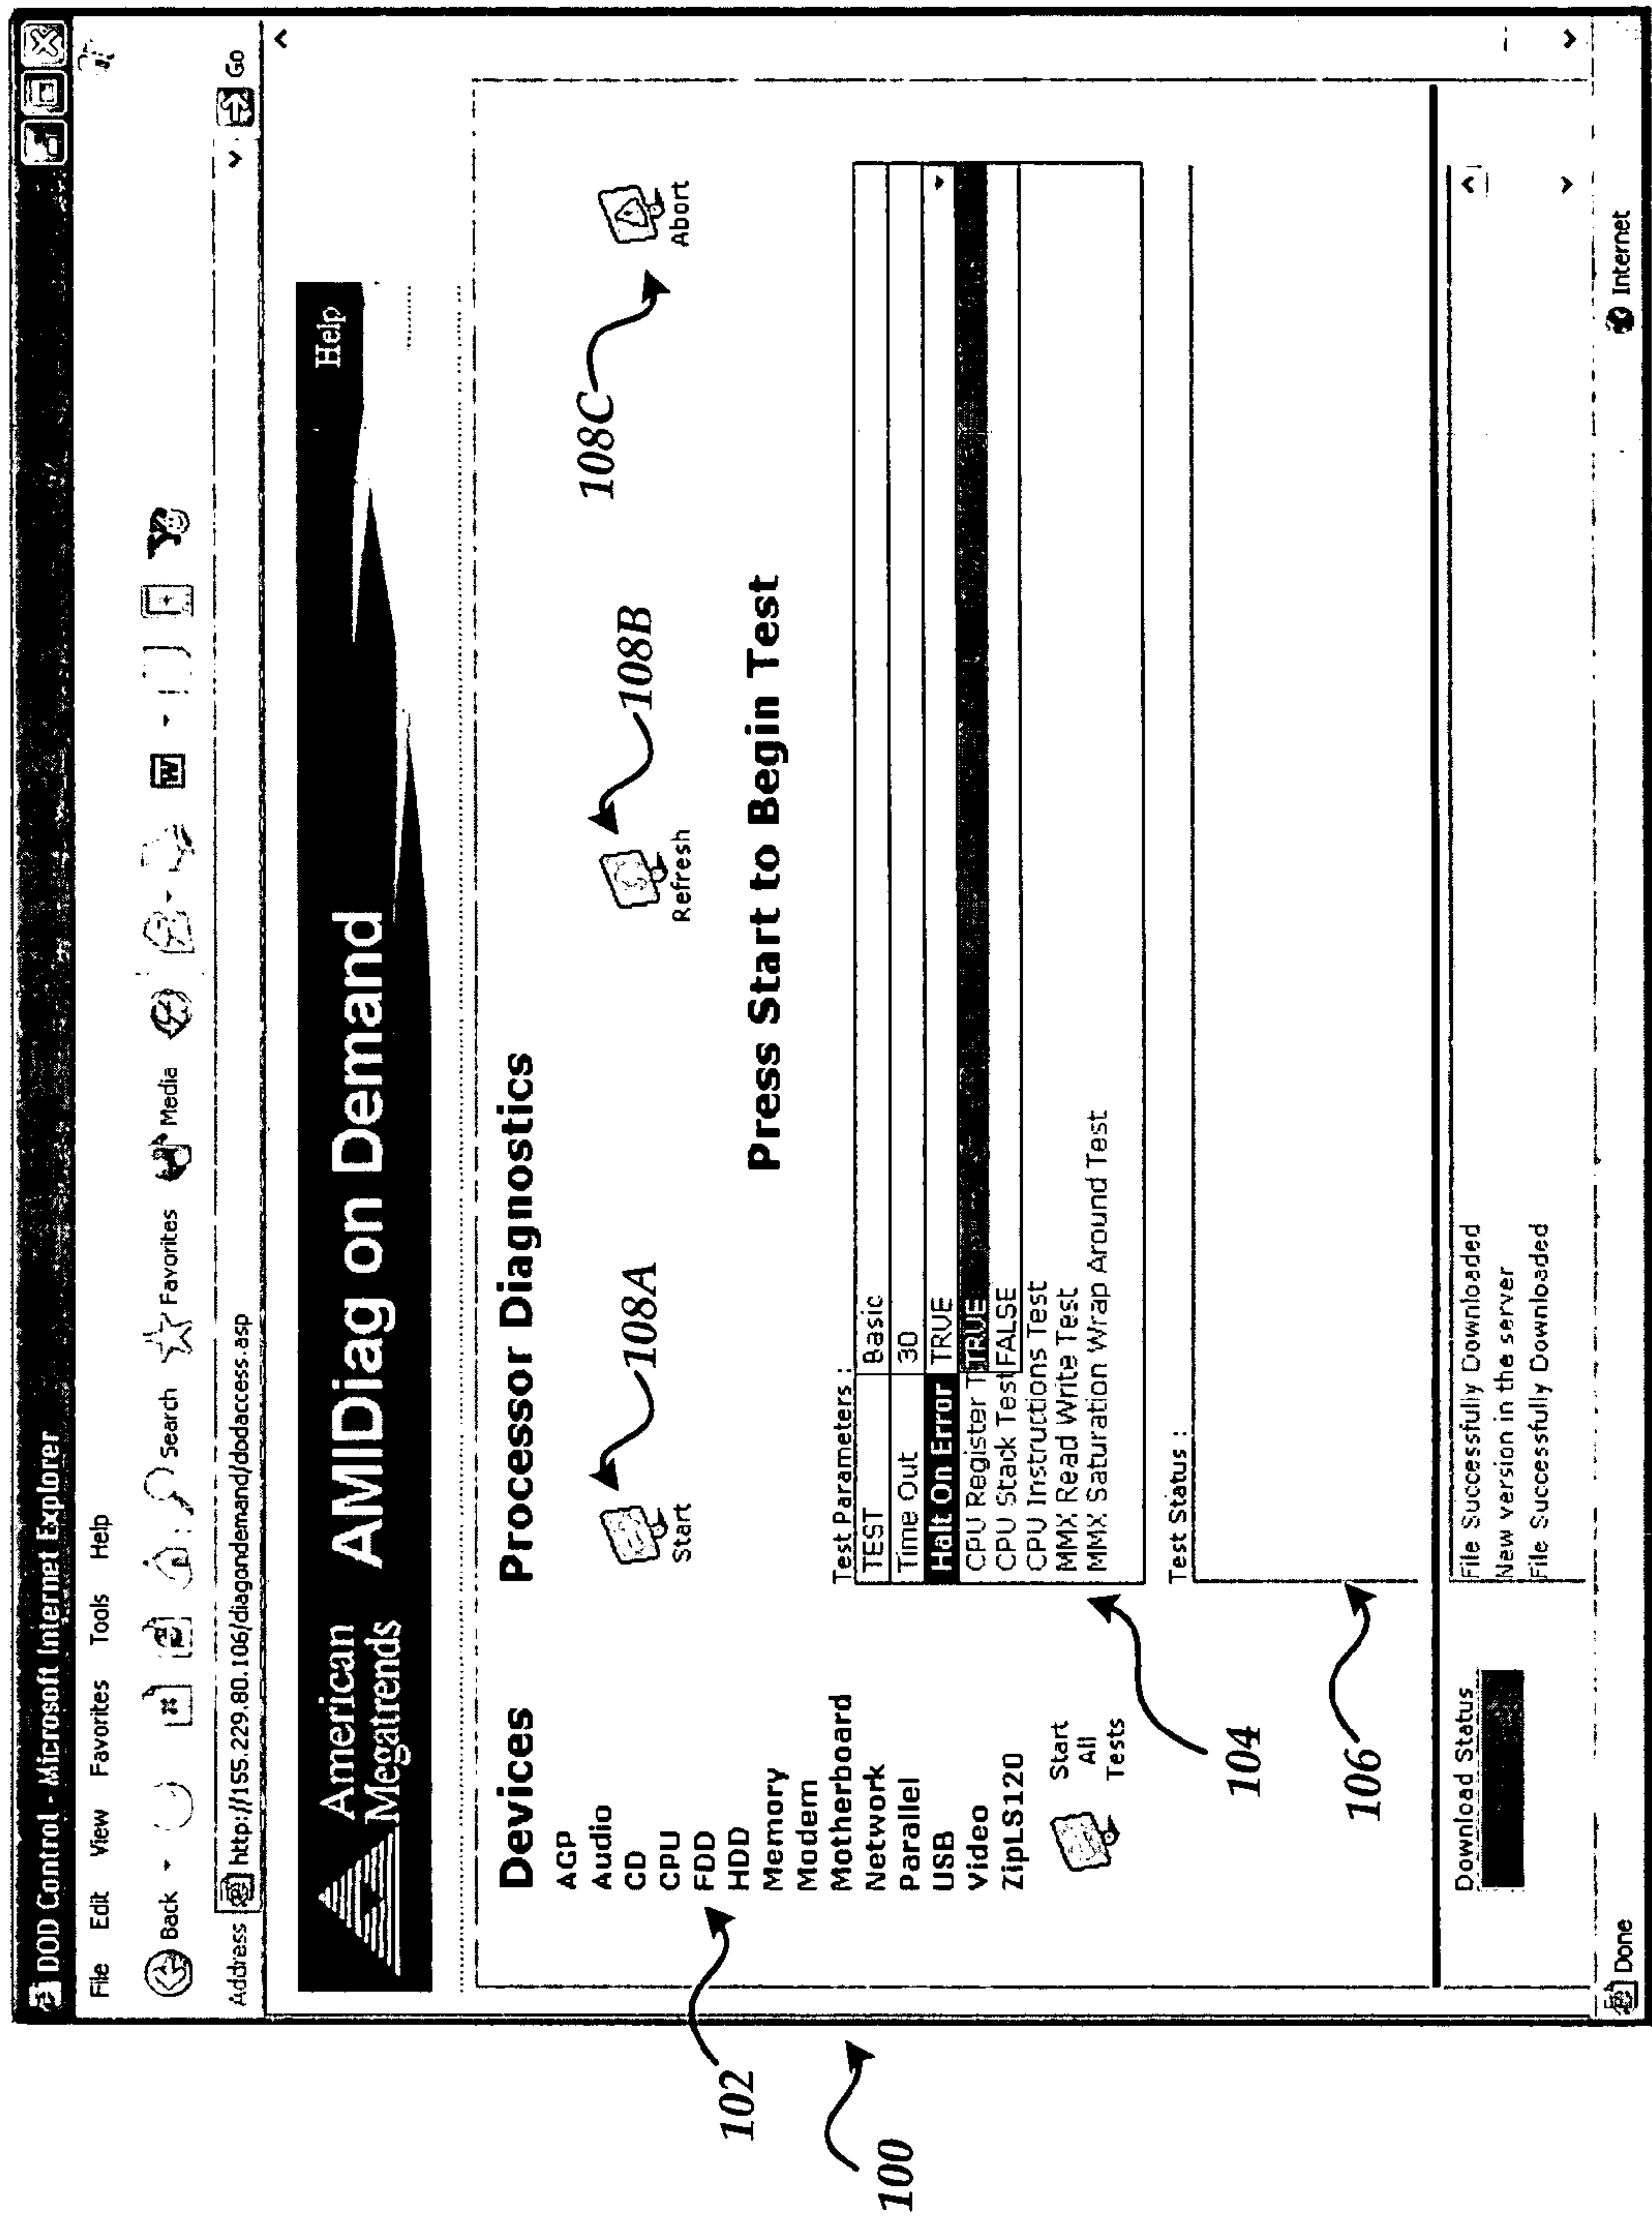 DOD Control - Microsoft Internet Explorer
File Edit View Favorites Tools Help
Back Search Favorites Media
Address http://155.229.80.106/diagondemand/dodaccess.asp Go
American
Megatrends
AMIDiag on Demand
Help
Devices
AGP
Audio
CD
CPU
FDD
HDD
Memory
Modem
Motherboard
Network
Parallel
USB
Video
ZipLS120
Start
All
Tests
Processor Diagnostics
108A
108B
108C
Start Refresh Abort
Press Start to Begin Test
Test Parameters :
TEST Basic
Time Out 30
Halt On Error TRUE
CPU Register T TRUE
CPU Stack Test FALSE
CPU Instructions Test
MMX Read Write Test
MMX Saturation Wrap Around Test
Test Status :
102
100
104
106
Download Status
File Successfully Downloaded
New version in the server
File Successfully Downloaded
Done Internet